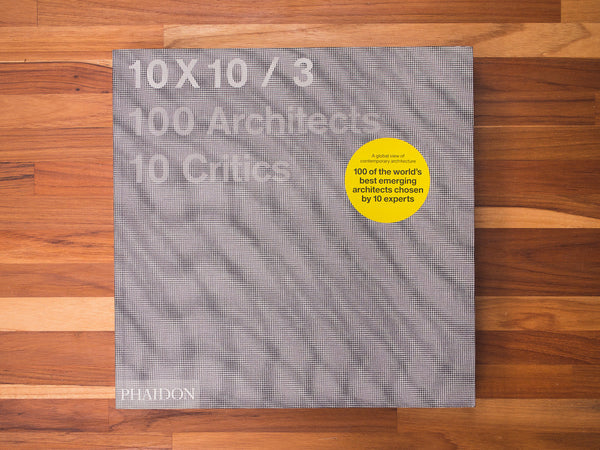 10 X 10 / 3
100 Architects
10 Critics
A global view of
contemporary architecture
100 of the world's
best emerging
architects chosen
by 10 experts
PHAIDON